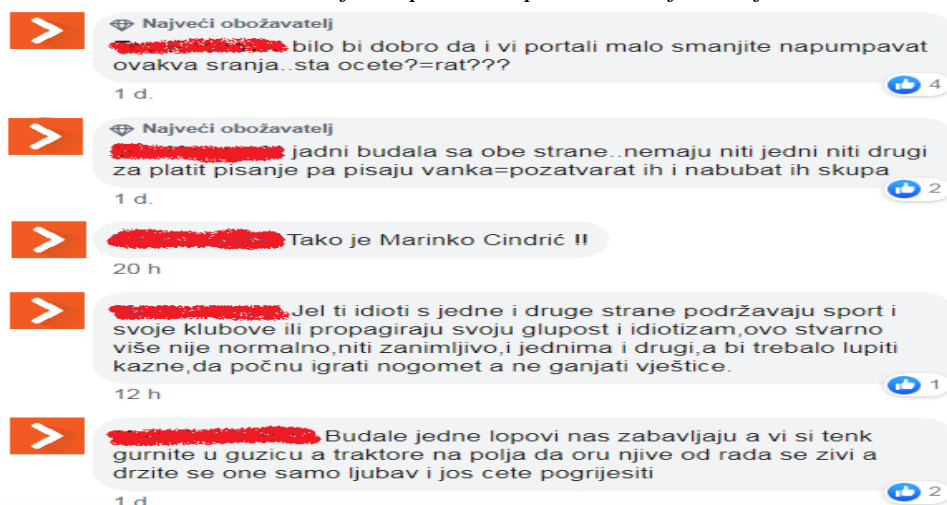 Najveći obožavatelj
bilo bi dobro da i vi portali malo smanjite napumpavat
ovakva sranja..sta ocete?=rat???
4
1 d.
Najveći obožavatelj
jadni budala sa obe strane..nemaju niti jedni niti drugi
za platit pisanje pa pisaju vanka=pozatvarat ih i nabubat ih skupa
2
1 d.
Tako je Marinko Cindrić !!
20 h
Jel ti idioti s jedne i druge strane podržavaju sport i
svoje klubove ili propagiraju svoju glupost i idiotizam,ovo stvarno
više nije normalno,niti zanimljivo,i jednima i drugi,a bi trebalo lupiti
kazne,da počnu igrati nogomet a ne ganjati vještice.
1
12 h
Budale jedne lopovi nas zabavljaju a vi si tenk
gurnite u guzicu a traktore na polja da oru njive od rada se zivi a
drzite se one samo ljubav i jos cete pogrijesiti
2
1 d